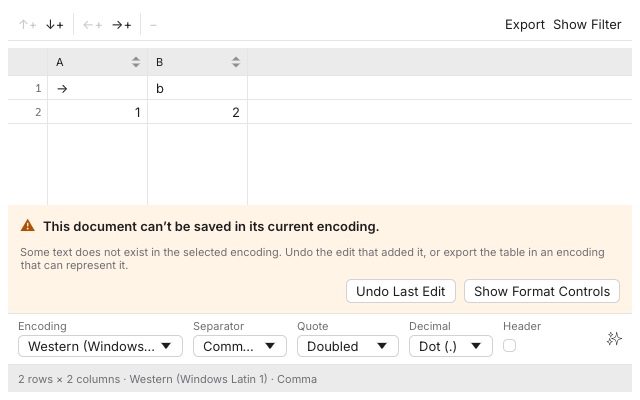 ↑+ ↓+ ←+ →+ − Export Show Filter
A B
1 → b
2 1 2
This document can’t be saved in its current encoding.
Some text does not exist in the selected encoding. Undo the edit that added it, or export the table in an encoding
that can represent it.
Undo Last Edit Show Format Controls
Encoding Separator Quote Decimal Header
Western (Windows... Comm... Doubled Dot (.)
2 rows × 2 columns · Western (Windows Latin 1) · Comma